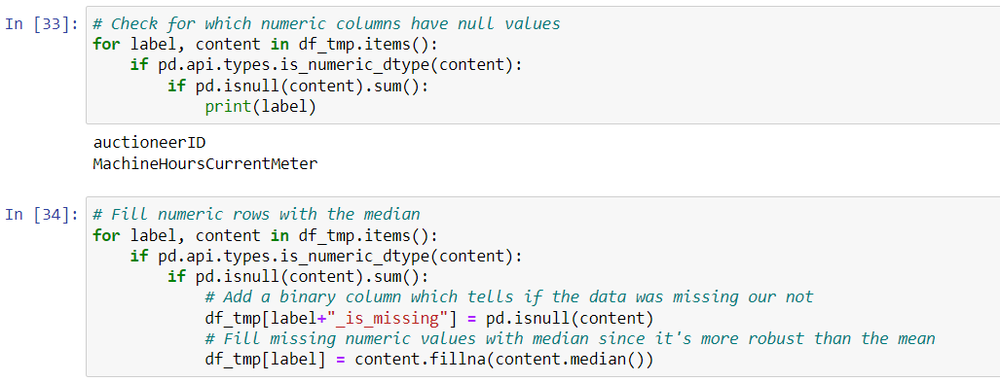 In [33]: # Check for which numeric columns have null values
for label, content in df_tmp.items():
    if pd.api.types.is_numeric_dtype(content):
        if pd.isnull(content).sum():
            print(label)
auctioneerID
MachineHoursCurrentMeter
In [34]: # Fill numeric rows with the median
for label, content in df_tmp.items():
    if pd.api.types.is_numeric_dtype(content):
        if pd.isnull(content).sum():
            # Add a binary column which tells if the data was missing our not
            df_tmp[label+"_is_missing"] = pd.isnull(content)
            # Fill missing numeric values with median since it's more robust than the mean
            df_tmp[label] = content.fillna(content.median())